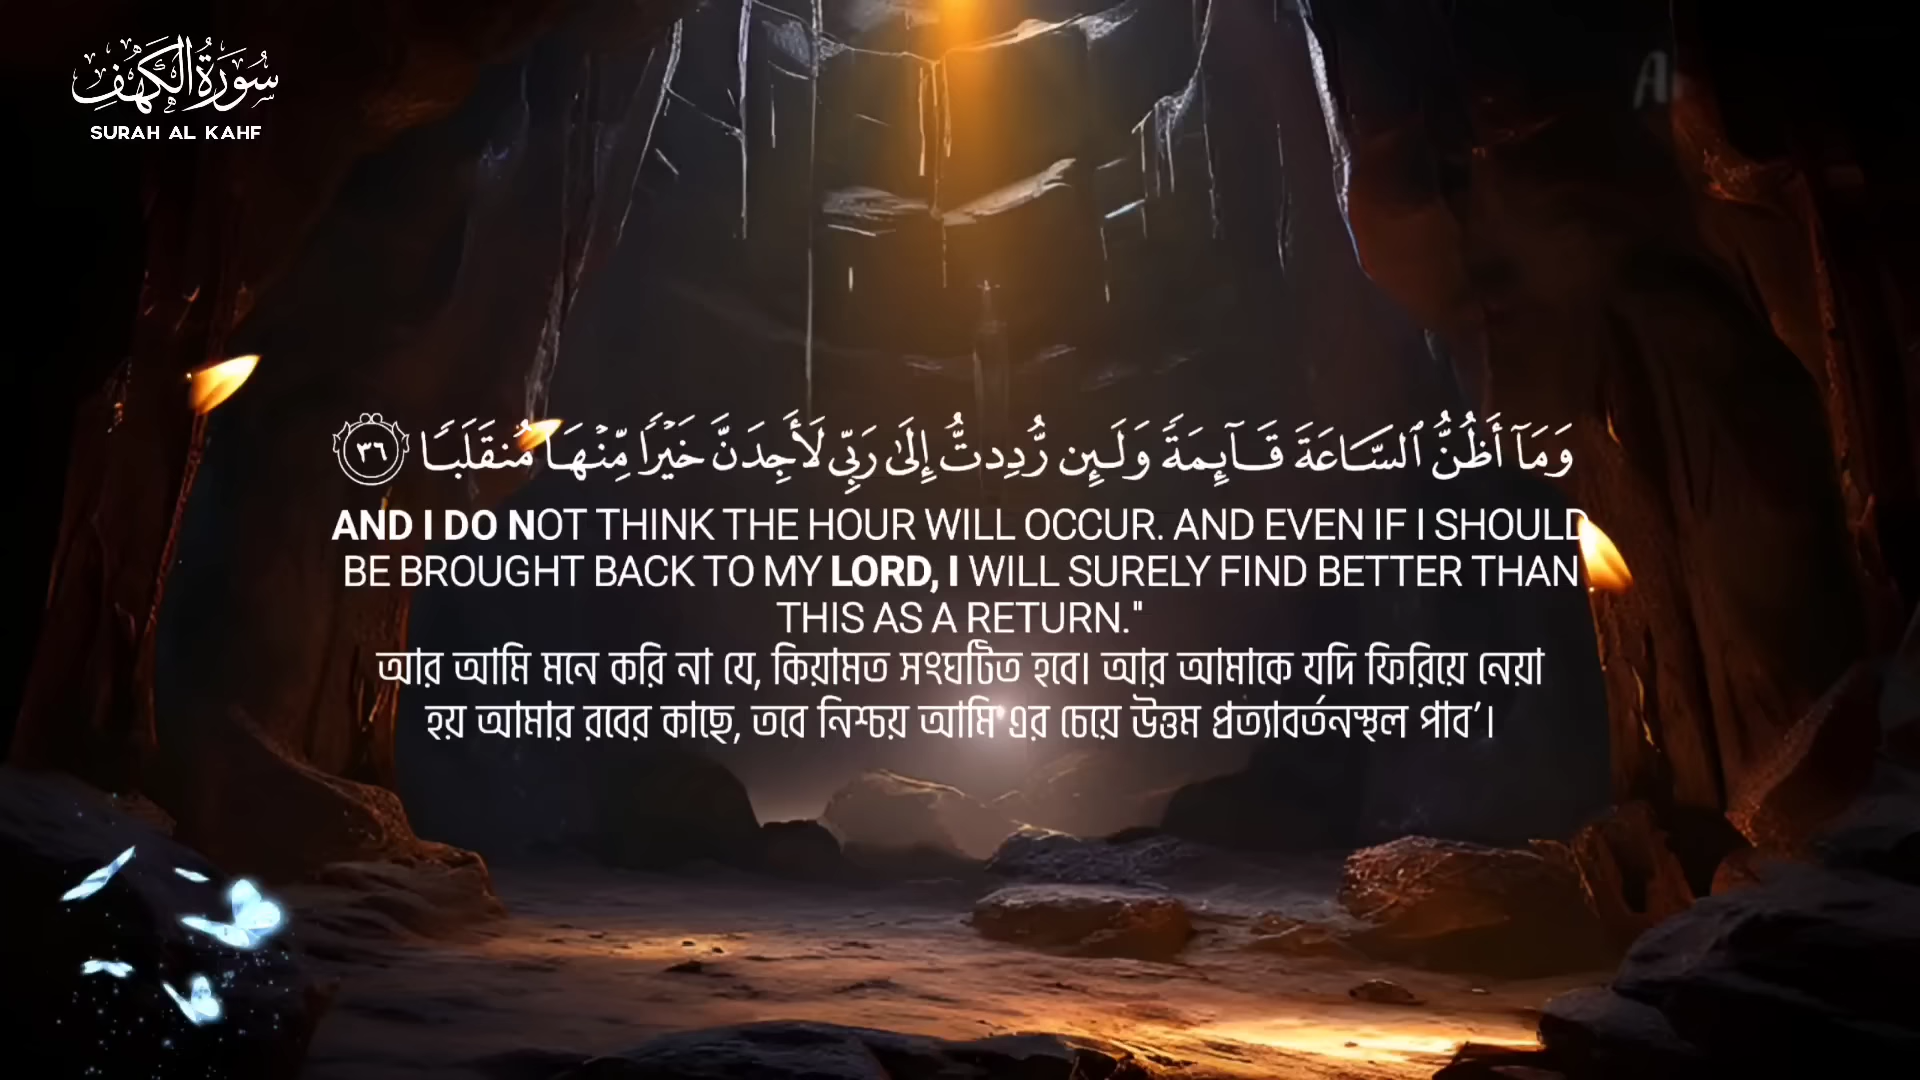 سُورَةُ الكَهْفِ
SURAH AL KAHF
وَمَآ أَظُنُّ ٱلسَّاعَةَ قَآئِمَةً وَلَئِن رُّدِدتُّ إِلَىٰ رَبِّى لَأَجِدَنَّ خَيْرًا مِّنْهَا مُنقَلَبًا ٣٦
AND I DO NOT THINK THE HOUR WILL OCCUR. AND EVEN IF I SHOULD
BE BROUGHT BACK TO MY LORD, I WILL SURELY FIND BETTER THAN
THIS AS A RETURN."
আর আমি মনে করি না যে, কিয়ামত সংঘটিত হবে। আর আমাকে যদি ফিরিয়ে নেয়া
হয় আমার রবের কাছে, তবে নিশ্চয় আমি এর চেয়ে উত্তম প্রত্যাবর্তনস্থল পাব’।